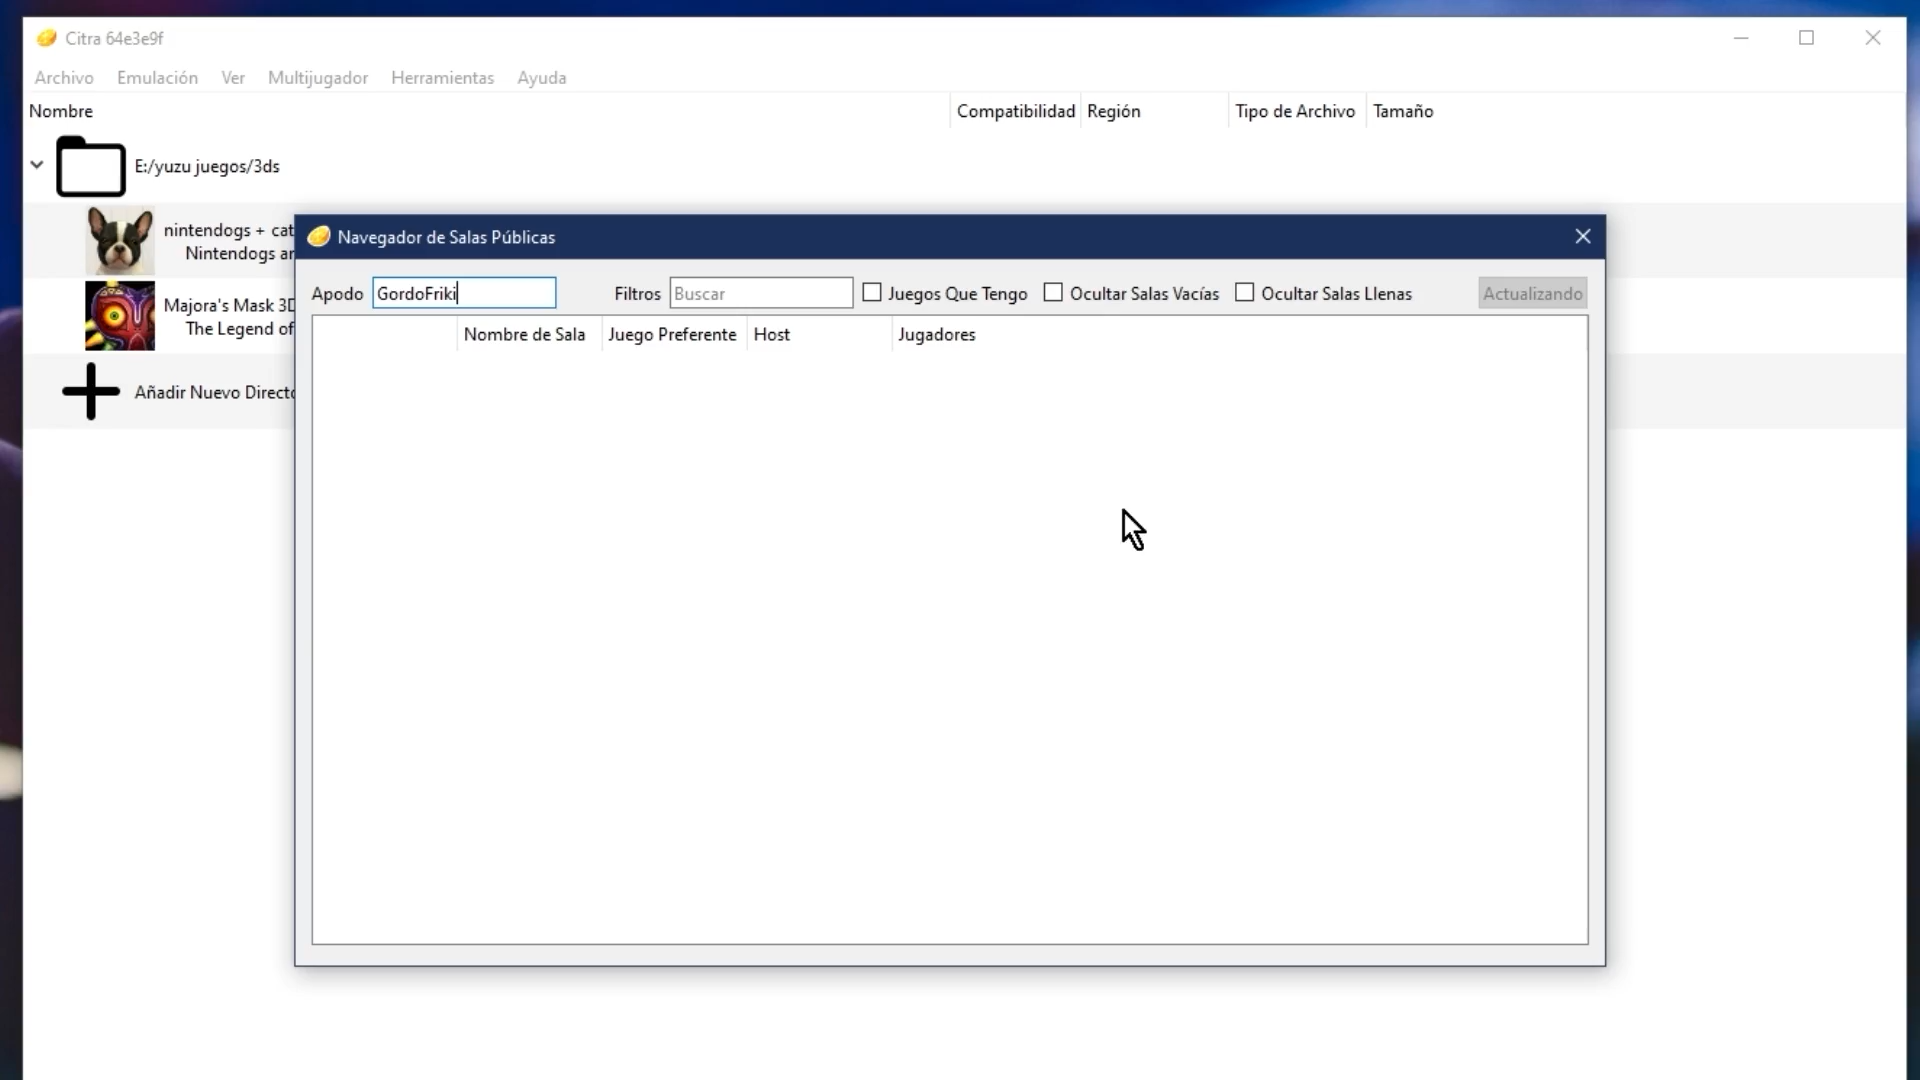 Citra 64e3e9f
Archivo Emulación Ver Multijugador Herramientas Ayuda
Nombre Compatibilidad Región Tipo de Archivo Tamaño
E:/yuzu juegos/3ds
nintendogs + cat
Nintendogs ar
Majora's Mask 3D
The Legend of
Añadir Nuevo Directo
Navegador de Salas Públicas
Apodo GordoFriki Filtros Buscar Juegos Que Tengo Ocultar Salas Vacías Ocultar Salas Llenas Actualizando
Nombre de Sala Juego Preferente Host Jugadores